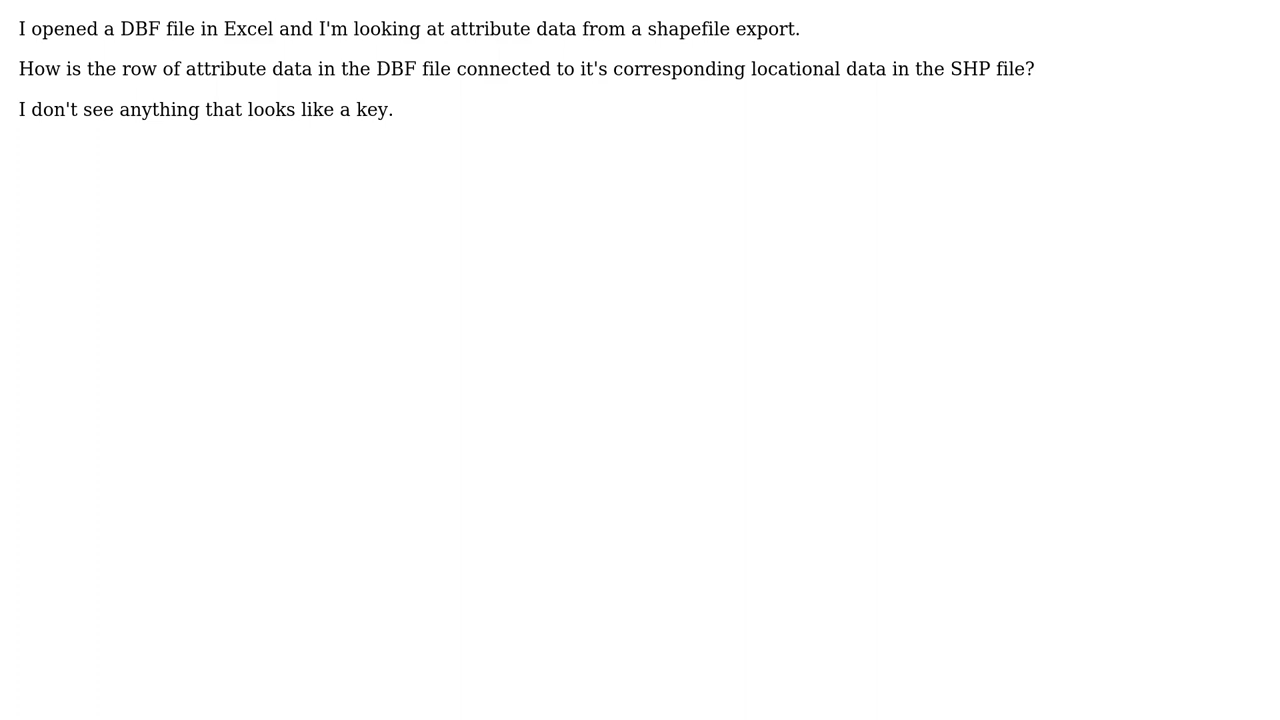 I opened a DBF file in Excel and I'm looking at attribute data from a shapefile export.
How is the row of attribute data in the DBF file connected to it's corresponding locational data in the SHP file?
I don't see anything that looks like a key.